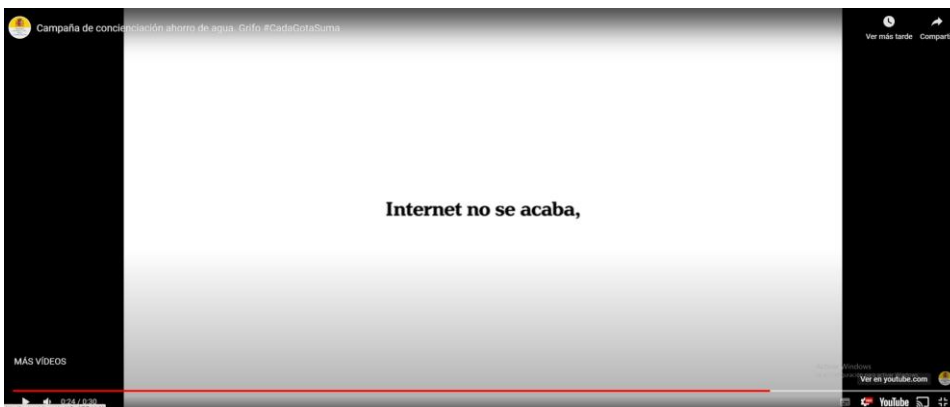 Campaña de concienciación ahorro de agua. Grifo #CadaGotaSuma
Ver más tarde
Internet no se acaba,
MÁS VÍDEOS
Windows
Ver en youtube.com
0:24 / 0:30
YouTube